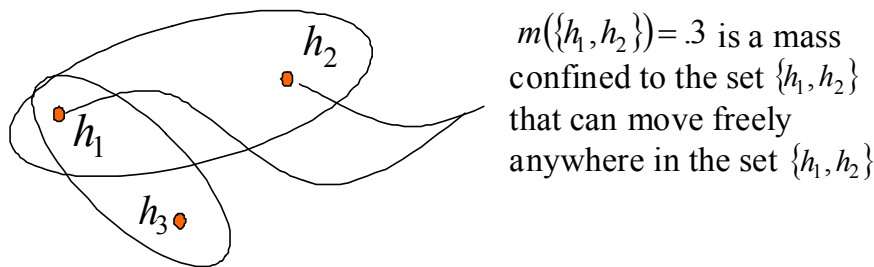 h₁
h₂
h₃
m({h₁,h₂})= .3 is a mass
confined to the set {h₁,h₂}
that can move freely
anywhere in the set {h₁,h₂}